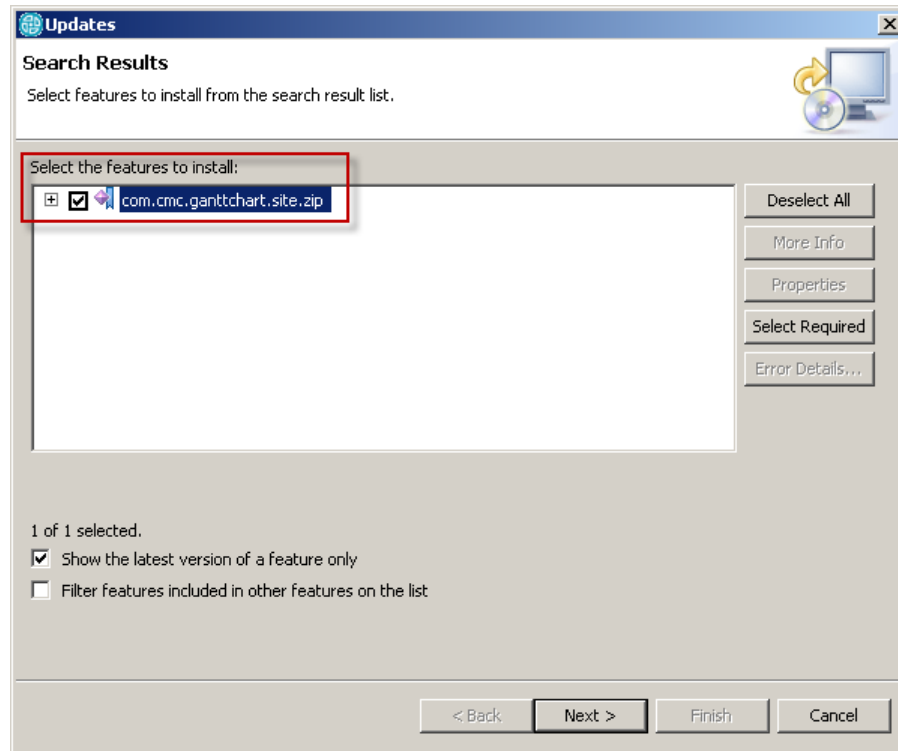 Updates
Search Results
Select features to install from the search result list.
Select the features to install:
com.cmc.ganttchart.site.zip
Deselect All
More Info
Properties
Select Required
Error Details...
1 of 1 selected.
Show the latest version of a feature only
Filter features included in other features on the list
< Back Next > Finish Cancel